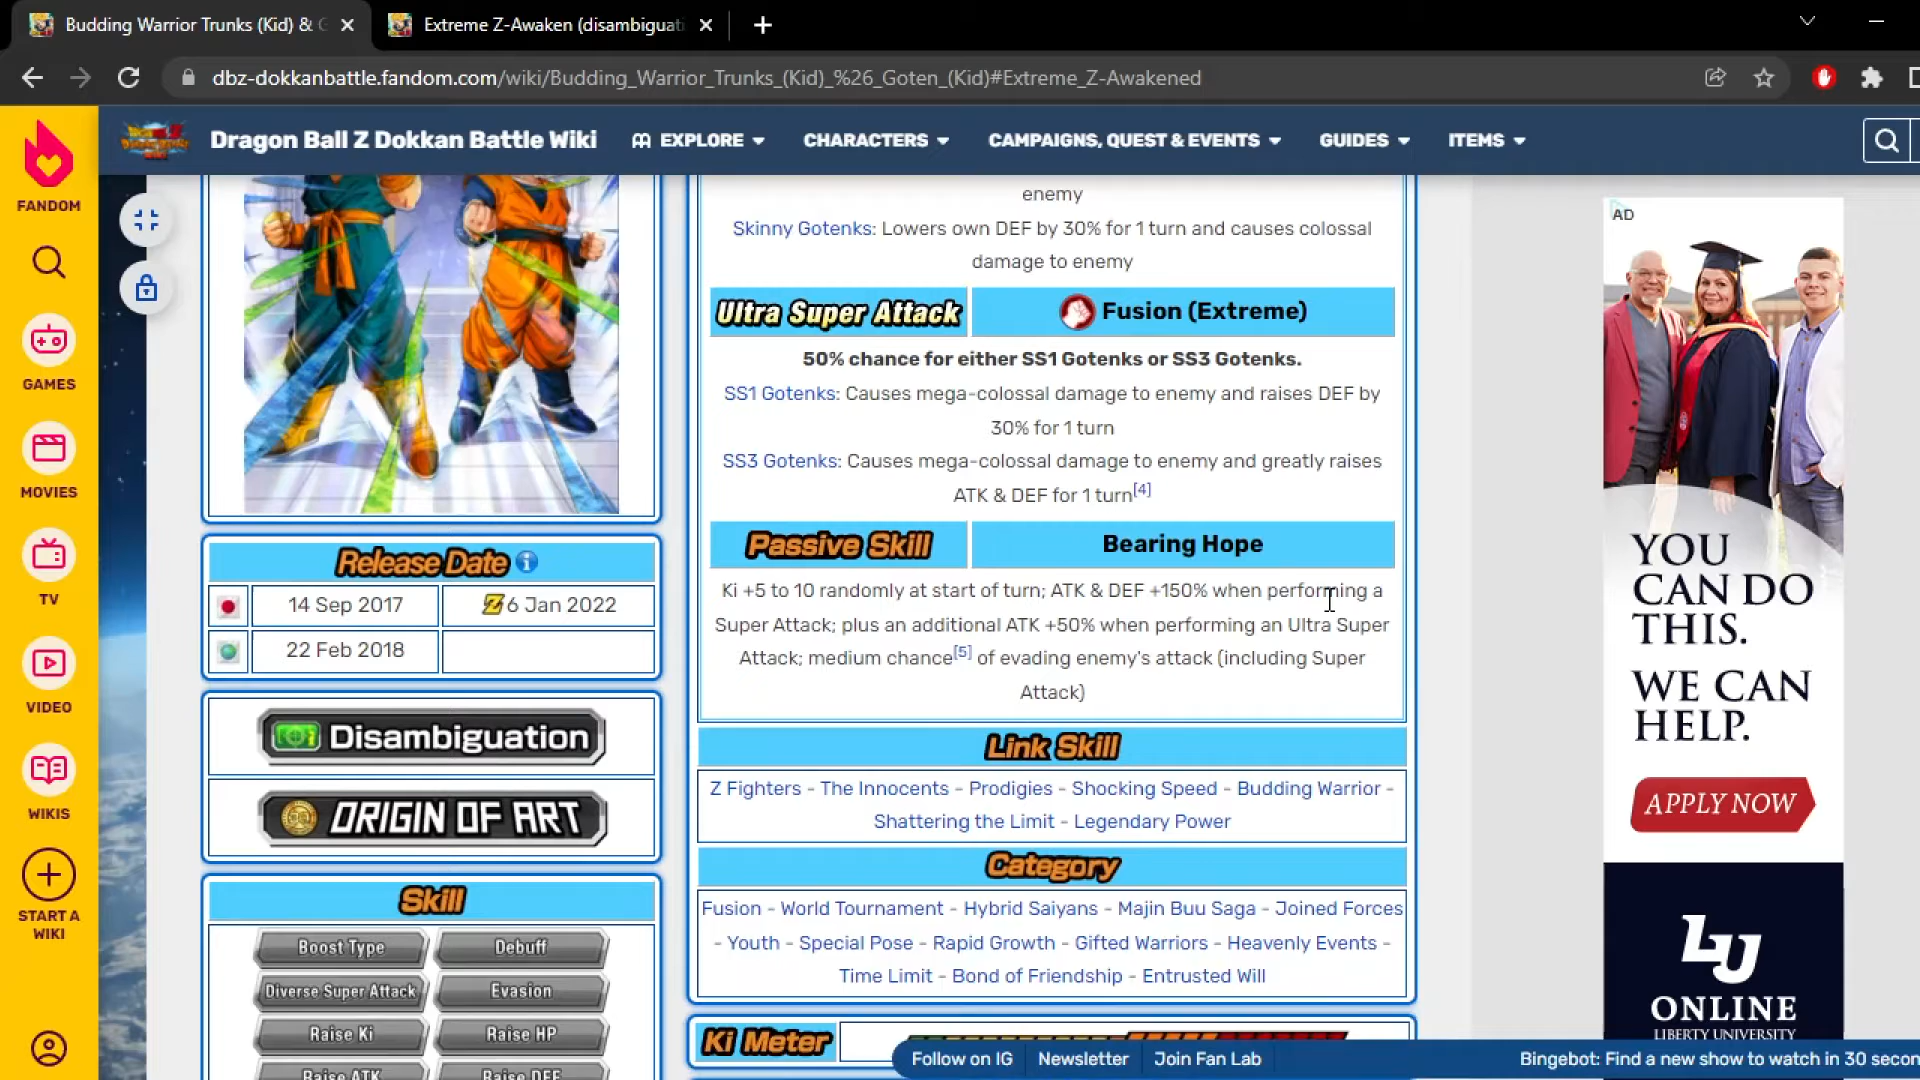 Budding Warrior Trunks (Kid) & G
Extreme Z-Awaken (disambiguati
dbz-dokkanbattle.fandom.com/wiki/Budding_Warrior_Trunks_(Kid)_%26_Goten_(Kid)#Extreme_Z-Awakened
Dragon Ball Z Dokkan Battle Wiki
EXPLORE
CHARACTERS
CAMPAIGNS, QUEST & EVENTS
GUIDES
ITEMS
FANDOM
GAMES
MOVIES
TV
VIDEO
WIKIS
START A
WIKI
Release Date
14 Sep 2017
Z 6 Jan 2022
22 Feb 2018
Disambiguation
ORIGIN OF ART
Skill
Boost Type
Debuff
Diverse Super Attack
Evasion
Raise Ki
Raise HP
Raise ATK
Raise DEF
enemy
Skinny Gotenks: Lowers own DEF by 30% for 1 turn and causes colossal
damage to enemy
Ultra Super Attack
Fusion (Extreme)
50% chance for either SS1 Gotenks or SS3 Gotenks.
SS1 Gotenks: Causes mega-colossal damage to enemy and raises DEF by
30% for 1 turn
SS3 Gotenks: Causes mega-colossal damage to enemy and greatly raises
ATK & DEF for 1 turn[4]
Passive Skill
Bearing Hope
Ki +5 to 10 randomly at start of turn; ATK & DEF +150% when performing a
Super Attack; plus an additional ATK +50% when performing an Ultra Super
Attack; medium chance[5] of evading enemy's attack (including Super
Attack)
Link Skill
Z Fighters - The Innocents - Prodigies - Shocking Speed - Budding Warrior -
Shattering the Limit - Legendary Power
Category
Fusion - World Tournament - Hybrid Saiyans - Majin Buu Saga - Joined Forces
- Youth - Special Pose - Rapid Growth - Gifted Warriors - Heavenly Events -
Time Limit - Bond of Friendship - Entrusted Will
Ki Meter
AD
YOU
CAN DO
THIS.
WE CAN
HELP.
APPLY NOW
LU
ONLINE
LIBERTY UNIVERSITY
Follow on IG
Newsletter
Join Fan Lab
Bingebot: Find a new show to watch in 30 secon